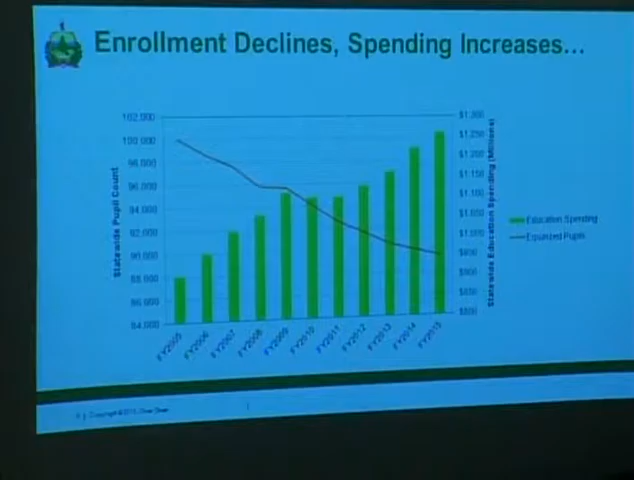 Enrollment Declines, Spending Increases...
102,000
100,000
98,000
96,000
94,000
92,000
90,000
88,000
86,000
84,000
Statewide Pupil Count
$1,300
$1,250
$1,200
$1,150
$1,100
$1,050
$1,000
$950
$900
$850
$800
Statewide Education Spending (Millions)
FY2005
FY2006
FY2007
FY2008
FY2009
FY2010
FY2011
FY2012
FY2013
FY2014
FY2015
Education Spending
Equalized Pupils